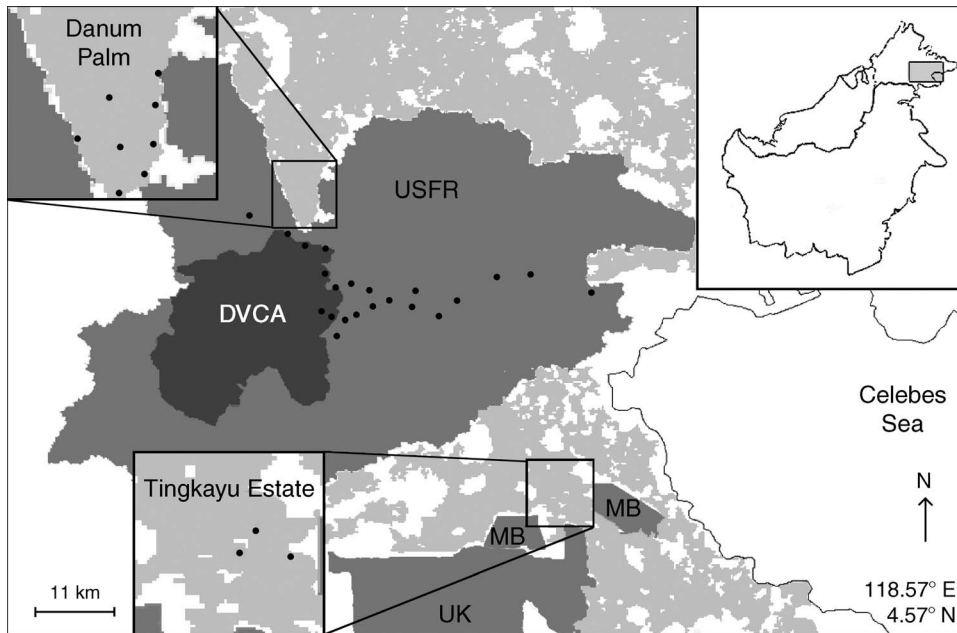 Danum
Palm
USFR
DVCA
Celebes
Sea
Tingkayu Estate
N
MB
MB
UK
11 km
118.57° E
4.57° N